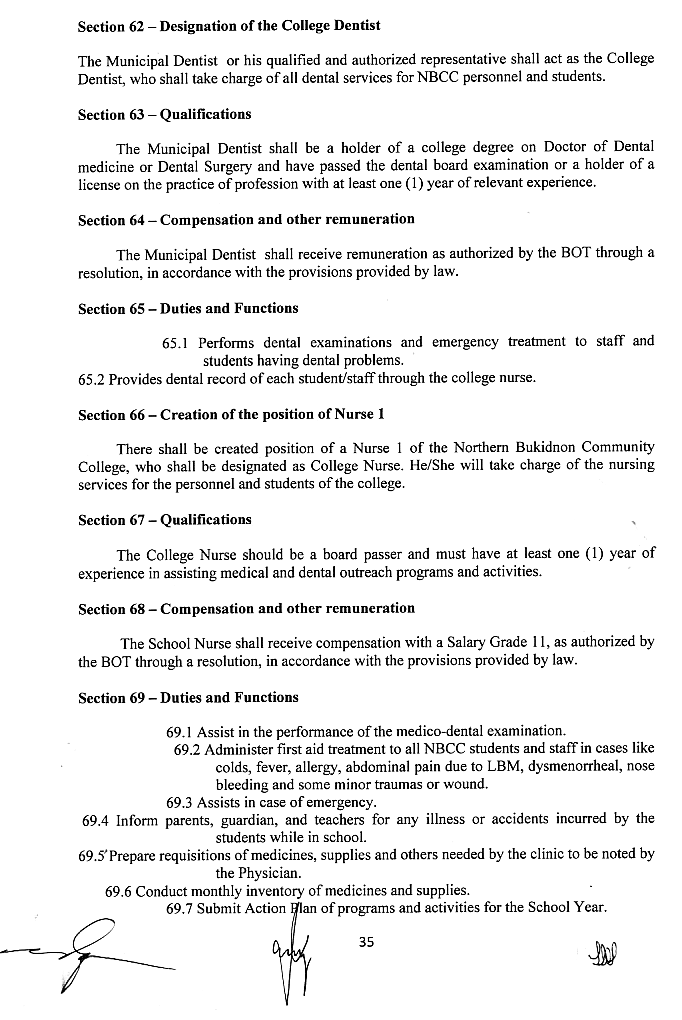 Section 62 – Designation of the College Dentist
The Municipal Dentist or his qualified and authorized representative shall act as the College
Dentist, who shall take charge of all dental services for NBCC personnel and students.
Section 63 – Qualifications
The Municipal Dentist shall be a holder of a college degree on Doctor of Dental
medicine or Dental Surgery and have passed the dental board examination or a holder of a
license on the practice of profession with at least one (1) year of relevant experience.
Section 64 – Compensation and other remuneration
The Municipal Dentist shall receive remuneration as authorized by the BOT through a
resolution, in accordance with the provisions provided by law.
Section 65 – Duties and Functions
65.1 Performs dental examinations and emergency treatment to staff and
students having dental problems.
65.2 Provides dental record of each student/staff through the college nurse.
Section 66 – Creation of the position of Nurse 1
There shall be created position of a Nurse 1 of the Northern Bukidnon Community
College, who shall be designated as College Nurse. He/She will take charge of the nursing
services for the personnel and students of the college.
Section 67 – Qualifications
The College Nurse should be a board passer and must have at least one (1) year of
experience in assisting medical and dental outreach programs and activities.
Section 68 – Compensation and other remuneration
The School Nurse shall receive compensation with a Salary Grade 11, as authorized by
the BOT through a resolution, in accordance with the provisions provided by law.
Section 69 – Duties and Functions
69.1 Assist in the performance of the medico-dental examination.
69.2 Administer first aid treatment to all NBCC students and staff in cases like
colds, fever, allergy, abdominal pain due to LBM, dysmenorrheal, nose
bleeding and some minor traumas or wound.
69.3 Assists in case of emergency.
69.4 Inform parents, guardian, and teachers for any illness or accidents incurred by the
students while in school.
69.5 Prepare requisitions of medicines, supplies and others needed by the clinic to be noted by
the Physician.
69.6 Conduct monthly inventory of medicines and supplies.
69.7 Submit Action Plan of programs and activities for the School Year.
35